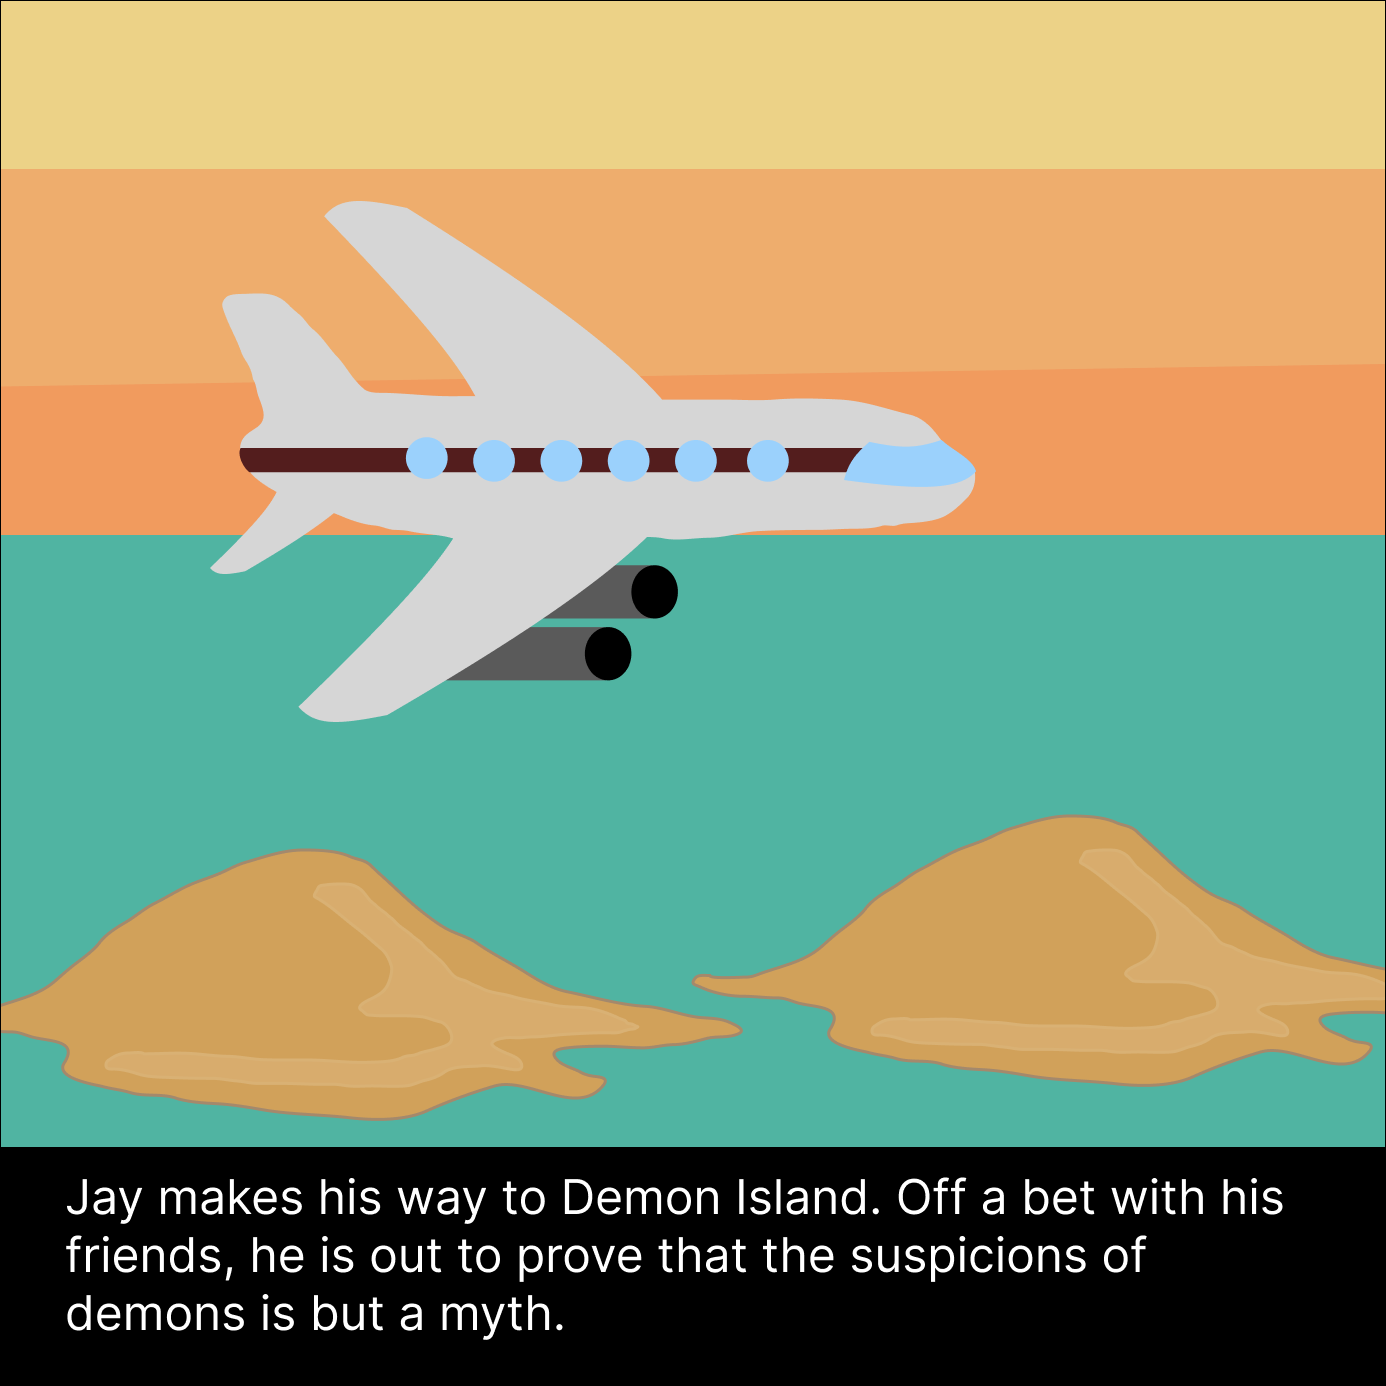 Jay makes his way to Demon Island. Off a bet with his
friends, he is out to prove that the suspicions of
demons is but a myth.